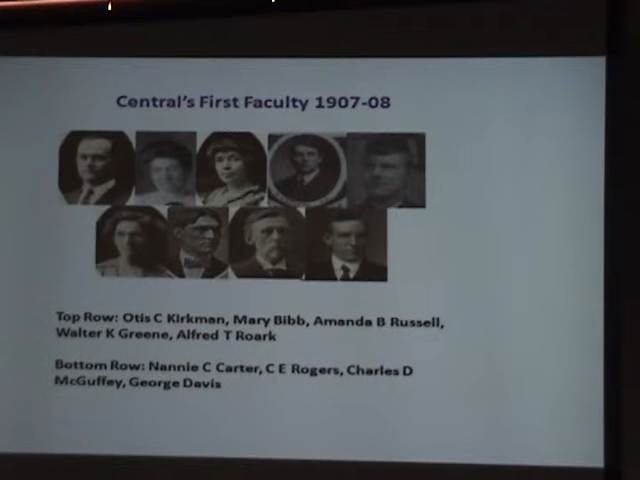 Central's First Faculty 1907-08
Top Row: Otis C Kirkman, Mary Bibb, Amanda B Russell,
Walter K Greene, Alfred T Roark
Bottom Row: Nannie C Carter, C E Rogers, Charles D
McGuffey, George Davis